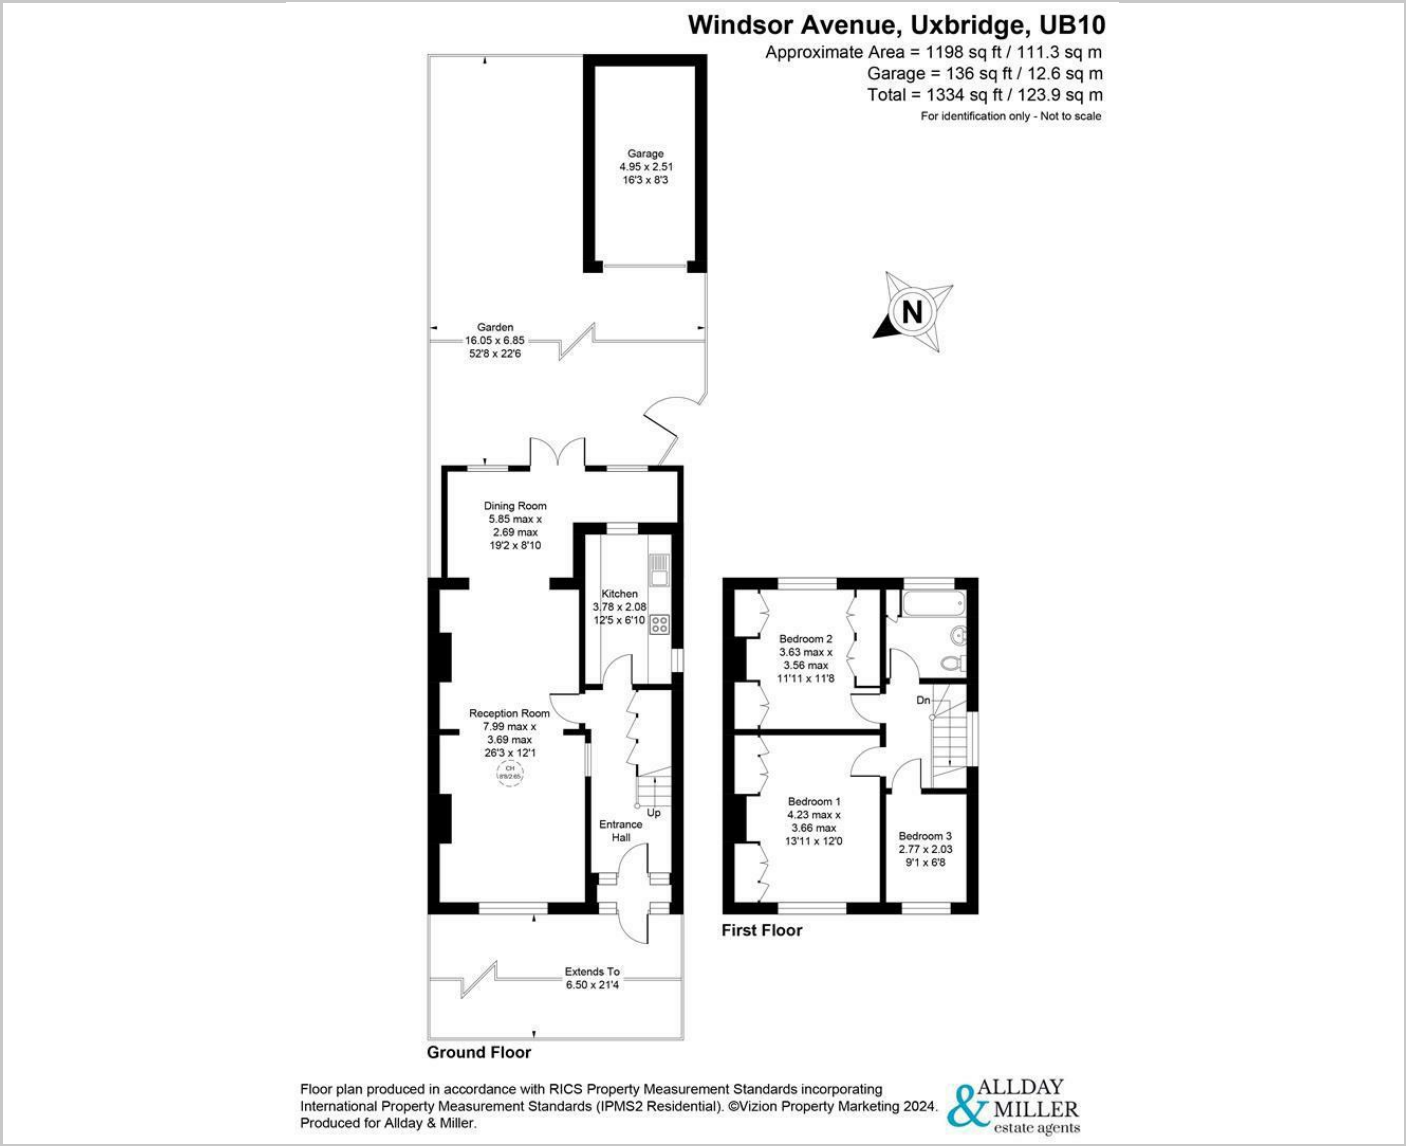 Windsor Avenue, Uxbridge, UB10
Approximate Area = 1198 sq ft / 111.3 sq m
Garage = 136 sq ft / 12.6 sq m
Total = 1334 sq ft / 123.9 sq m
For identification only - Not to scale
Garage
4.95 x 2.51
16'3 x 8'3
N
Garden
16.05 x 6.85
52'8 x 22'6
Dining Room
5.85 max x
2.69 max
19'2 x 8'10
Kitchen
3.78 x 2.08
12'5 x 6'10
Reception Room
7.99 max x
3.69 max
26'3 x 12'1
CH
8'8/2.65
Up
Entrance
Hall
Extends To
6.50 x 21'4
Ground Floor
Bedroom 2
3.63 max x
3.56 max
11'11 x 11'8
Dn
Bedroom 1
4.23 max x
3.66 max
13'11 x 12'0
Bedroom 3
2.77 x 2.03
9'1 x 6'8
First Floor
Floor plan produced in accordance with RICS Property Measurement Standards incorporating
International Property Measurement Standards (IPMS2 Residential). ©Vizion Property Marketing 2024.
Produced for Allday & Miller.
ALLDAY
& MILLER
estate agents